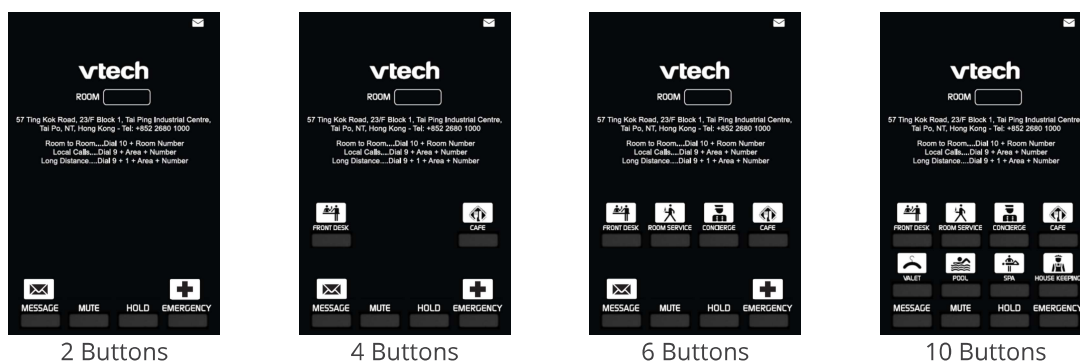 vtech
ROOM
57 Ting Kok Road, 23/F Block 1, Tai Ping Industrial Centre,
Tai Po, NT, Hong Kong - Tel: +852 2680 1000
Room to Room....Dial 10 + Room Number
Local Calls....Dial 9 + Area + Number
Long Distance....Dial 9 + 1 + Area + Number
MESSAGE MUTE HOLD EMERGENCY
2 Buttons
vtech
ROOM
57 Ting Kok Road, 23/F Block 1, Tai Ping Industrial Centre,
Tai Po, NT, Hong Kong - Tel: +852 2680 1000
Room to Room....Dial 10 + Room Number
Local Calls....Dial 9 + Area + Number
Long Distance....Dial 9 + 1 + Area + Number
FRONT DESK CAFE
MESSAGE MUTE HOLD EMERGENCY
4 Buttons
vtech
ROOM
57 Ting Kok Road, 23/F Block 1, Tai Ping Industrial Centre,
Tai Po, NT, Hong Kong - Tel: +852 2680 1000
Room to Room....Dial 10 + Room Number
Local Calls....Dial 9 + Area + Number
Long Distance....Dial 9 + 1 + Area + Number
FRONT DESK ROOM SERVICE CONCIERGE CAFE
MESSAGE MUTE HOLD EMERGENCY
6 Buttons
vtech
ROOM
57 Ting Kok Road, 23/F Block 1, Tai Ping Industrial Centre,
Tai Po, NT, Hong Kong - Tel: +852 2680 1000
Room to Room....Dial 10 + Room Number
Local Calls....Dial 9 + Area + Number
Long Distance....Dial 9 + 1 + Area + Number
FRONT DESK ROOM SERVICE CONCIERGE CAFE
VALET POOL SPA HOUSE KEEPING
MESSAGE MUTE HOLD EMERGENCY
10 Buttons